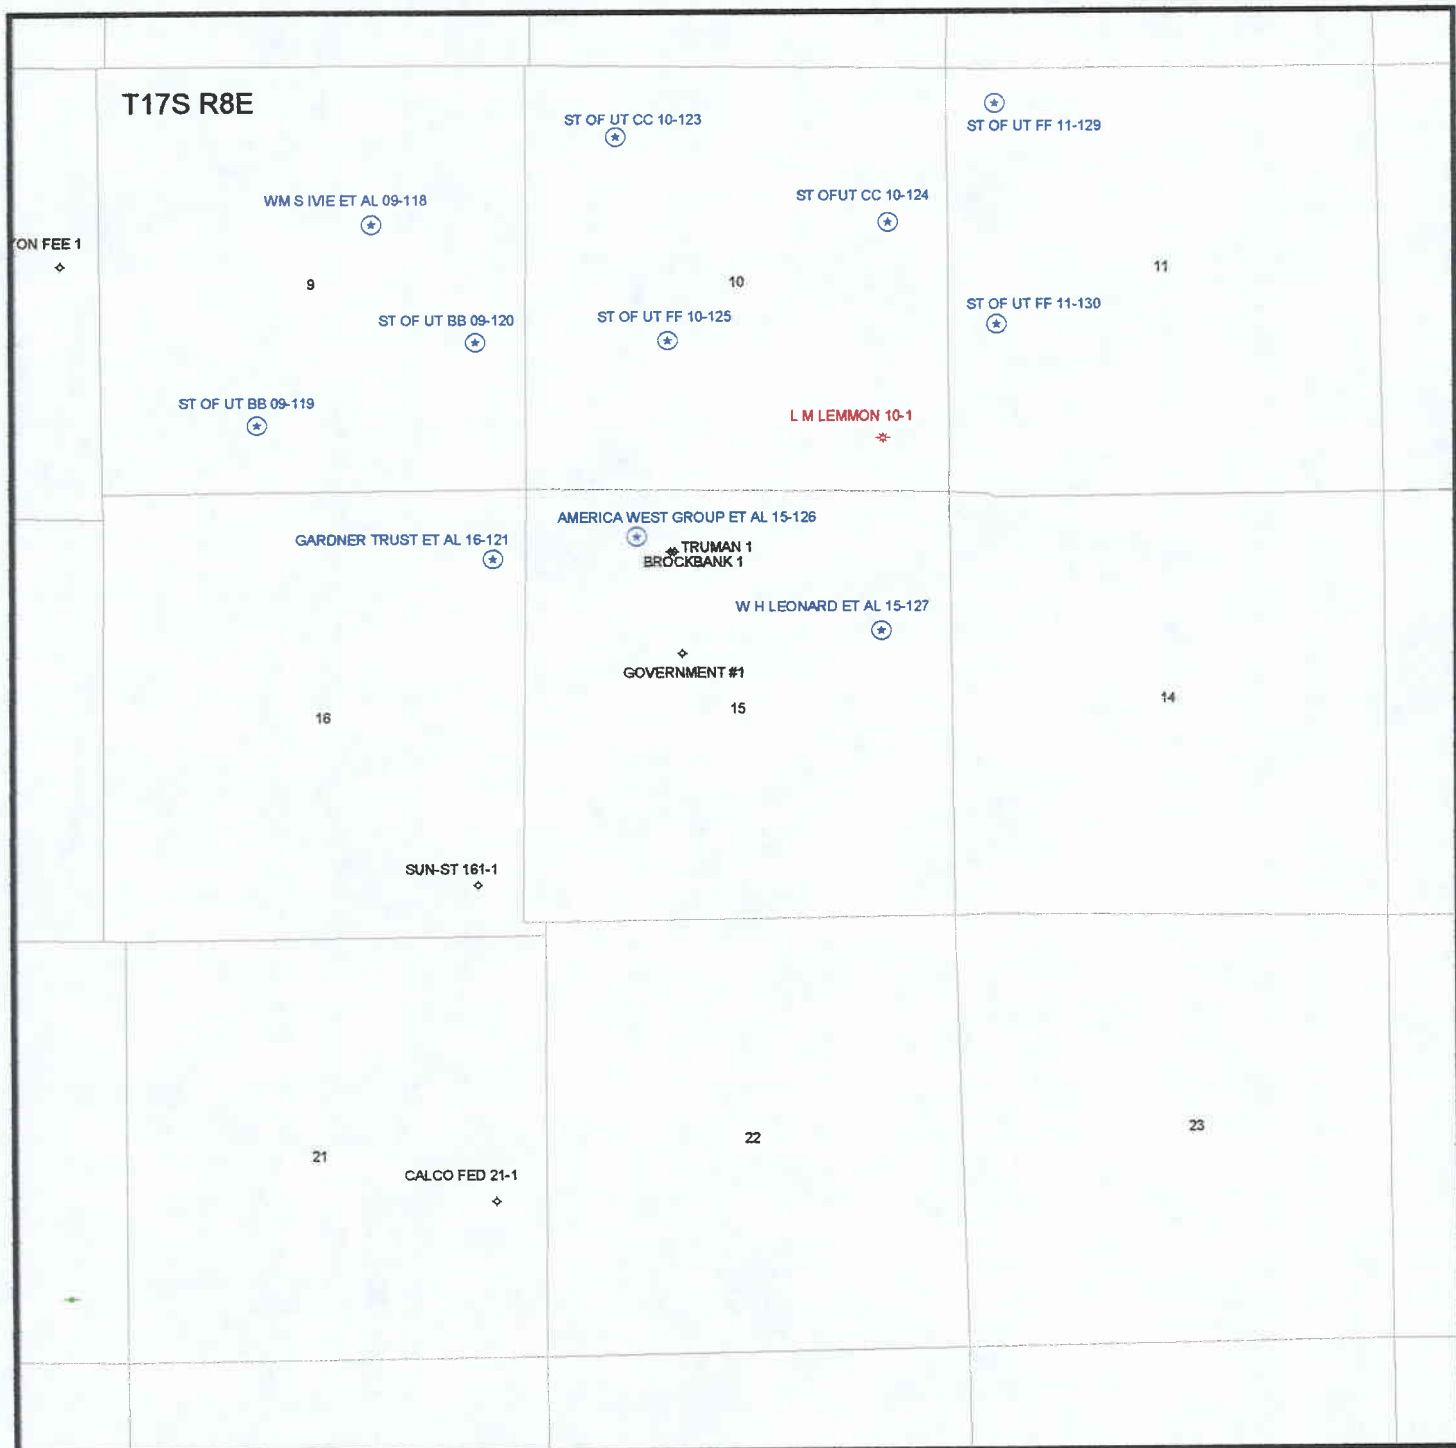 T17S R8E
ST OF UT CC 10-123
ST OF UT FF 11-129
WM S IVIE ET AL 09-118
ST OFUT CC 10-124
ON FEE 1
9
10
11
ST OF UT BB 09-120
ST OF UT FF 10-125
ST OF UT FF 11-130
ST OF UT BB 09-119
L M LEMMON 10-1
AMERICA WEST GROUP ET AL 15-126
GARDNER TRUST ET AL 16-121
TRUMAN 1
BROCKBANK 1
W H LEONARD ET AL 15-127
GOVERNMENT #1
16
15
14
SUN-ST 161-1
21
22
23
CALCO FED 21-1